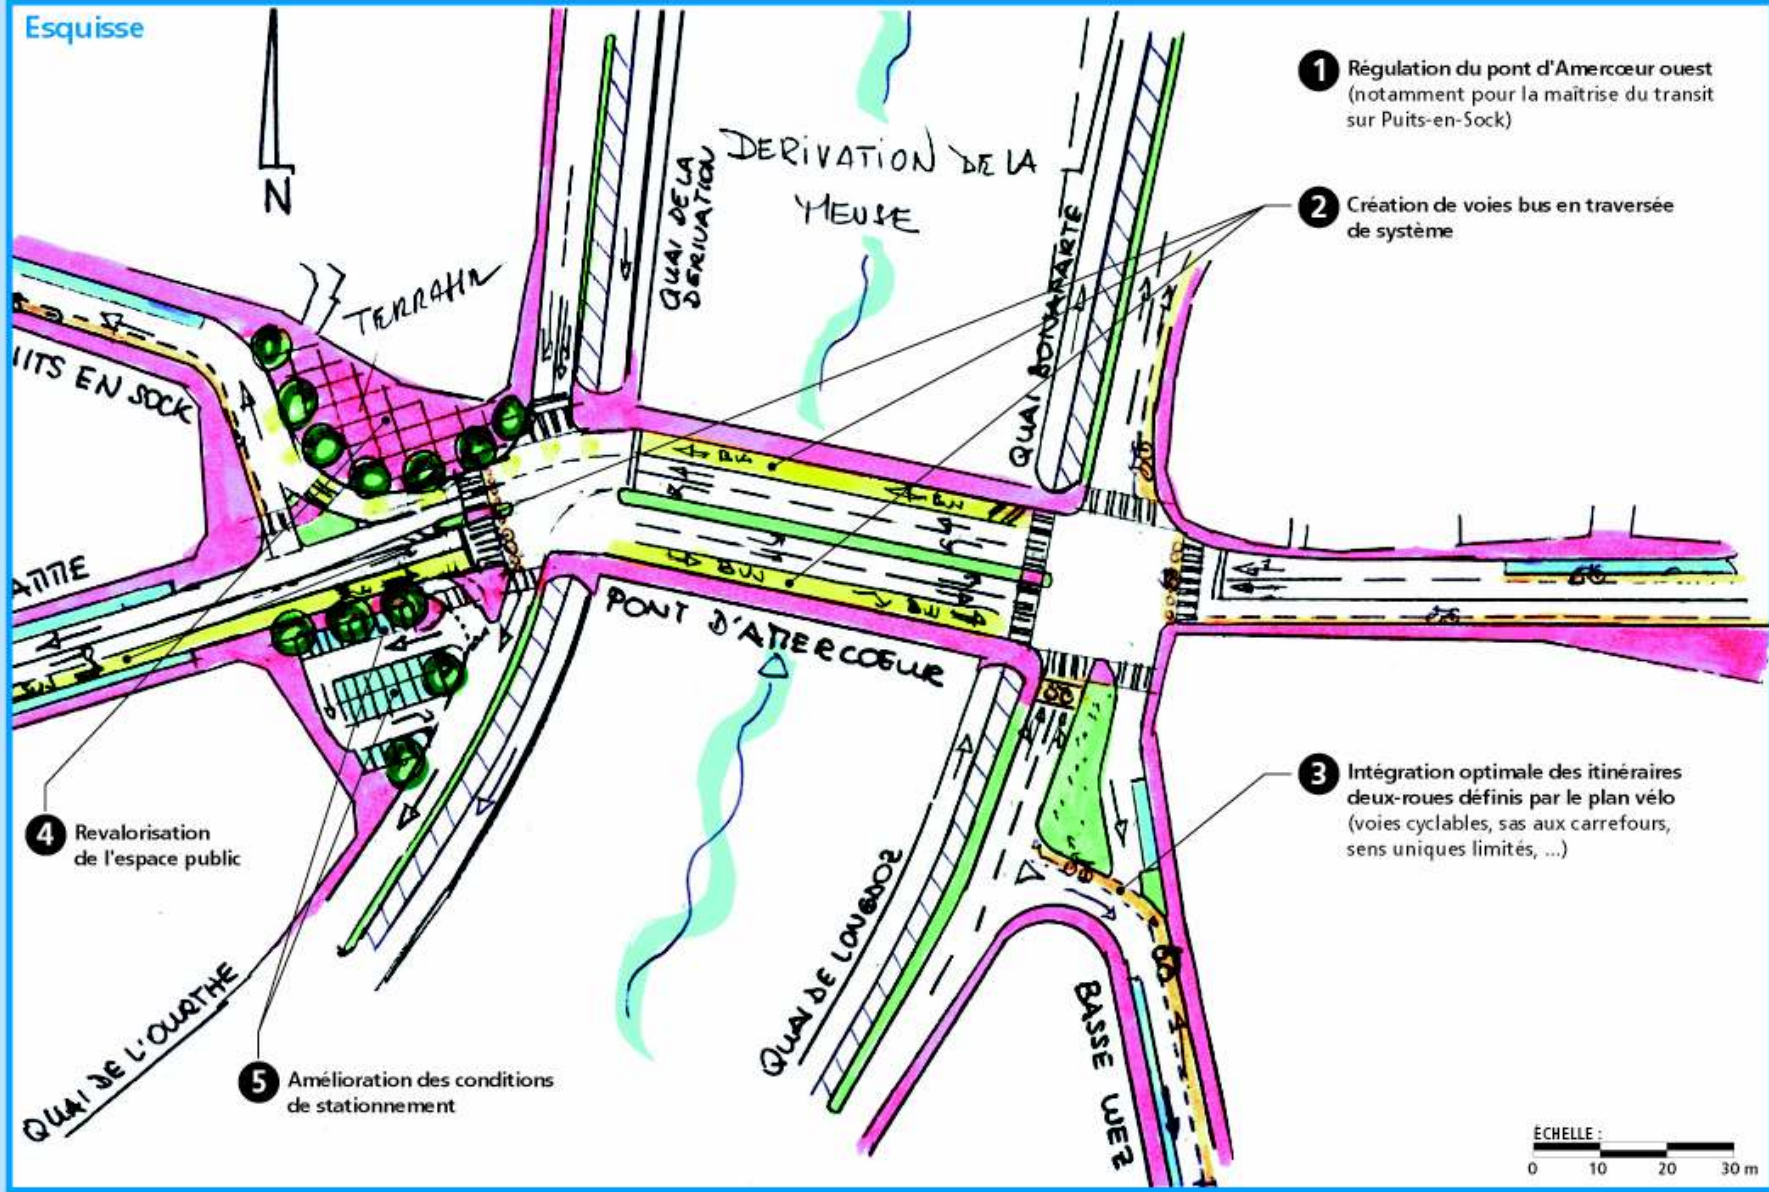 Esquisse
N
1 Régulation du pont d'Amercœur ouest
(notamment pour la maîtrise du transit
sur Puits-en-Sock)
2 Création de voies bus en traversée
de système
DERIVATION DE LA
MEUSE
QUAI DE LA
DERIVATION
QUAI BONAPARTE
TERRAIN
UITS EN SOCK
BUS
BUS
BUS
PONT D'AMERCOEUR
3 Intégration optimale des itinéraires
deux-roues définis par le plan vélo
(voies cyclables, sas aux carrefours,
sens uniques limités, ...)
4 Revalorisation
de l'espace public
QUAI DE LONGDOZ
QUAI DE L'OURTHE
BASSE WEZ
5 Amélioration des conditions
de stationnement
ÉCHELLE :
0 10 20 30 m